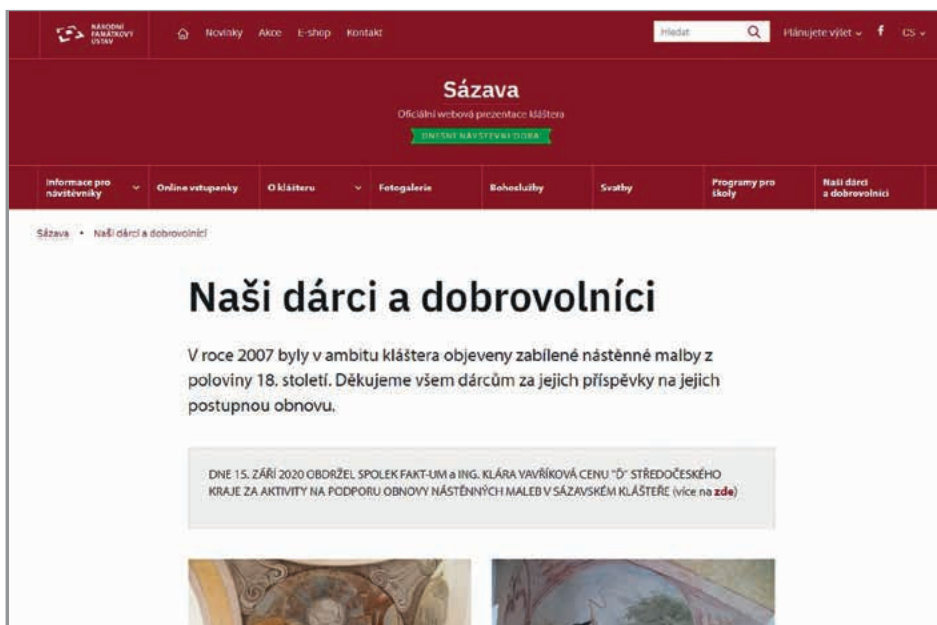 NÁRODNÍ
PAMÁTKOVÝ
ÚSTAV
Novinky Akce E-shop Kontakt
Hledat
Plánujete výlet
f
CS
Sázava
Oficiální webová prezentace kláštera
DNEŠNÍ NÁVŠTĚVNÍ DOBA
Informace pro
návštěvníky
Online vstupenky
O klášteru
Fotogalerie
Bohoslužby
Svatby
Programy pro
školy
Naši dárci
a dobrovolníci
Sázava • Naši dárci a dobrovolníci
Naši dárci a dobrovolníci
V roce 2007 byly v ambitu kláštera objeveny zabílené nástěnné malby z
poloviny 18. století. Děkujeme všem dárcům za jejich příspěvky na jejich
postupnou obnovu.
DNE 15. ZÁŘÍ 2020 OBDRŽEL SPOLEK FAKT-UM a ING. KLÁRA VAVŘÍKOVÁ CENU "Ď" STŘEDOČESKÉHO
KRAJE ZA AKTIVITY NA PODPORU OBNOVY NÁSTĚNNÝCH MALEB V SÁZAVSKÉM KLÁŠTEŘE (více na zde)